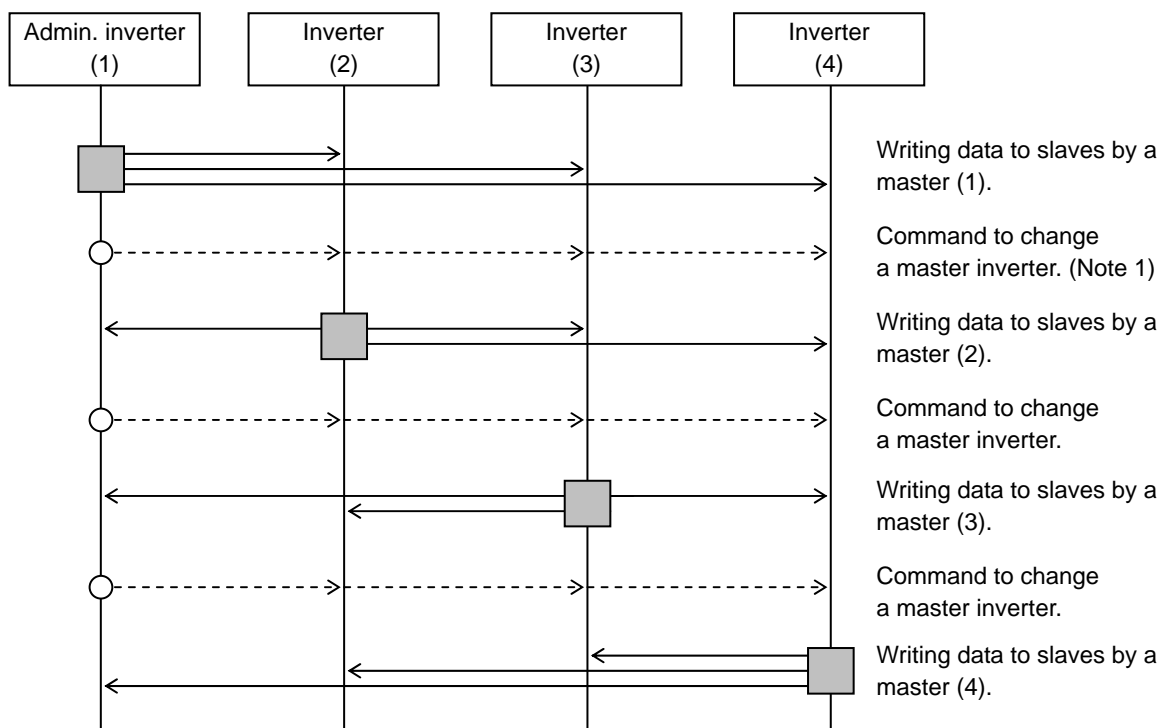 Admin. inverter
(1)
Inverter
(2)
Inverter
(3)
Inverter
(4)
Writing data to slaves by a
master (1).
Command to change
a master inverter. (Note 1)
Writing data to slaves by a
master (2).
Command to change
a master inverter.
Writing data to slaves by a
master (3).
Command to change
a master inverter.
Writing data to slaves by a
master (4).